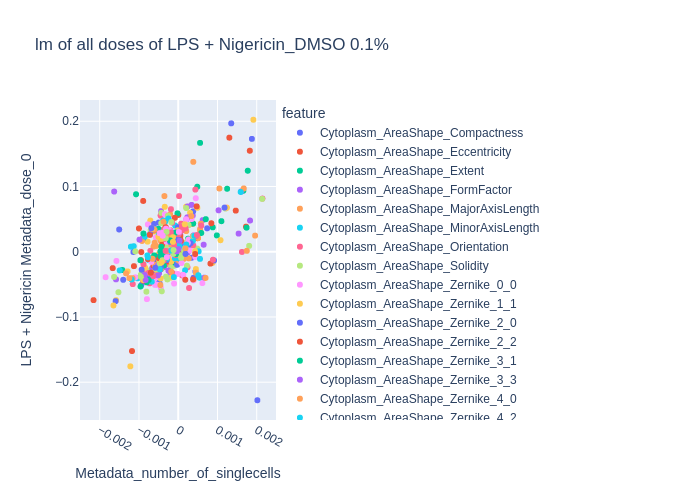 lm of all doses of LPS + Nigericin_DMSO 0.1%
feature
Cytoplasm_AreaShape_Compactness
Cytoplasm_AreaShape_Eccentricity
Cytoplasm_AreaShape_Extent
Cytoplasm_AreaShape_FormFactor
Cytoplasm_AreaShape_MajorAxisLength
Cytoplasm_AreaShape_MinorAxisLength
Cytoplasm_AreaShape_Orientation
Cytoplasm_AreaShape_Solidity
Cytoplasm_AreaShape_Zernike_0_0
Cytoplasm_AreaShape_Zernike_1_1
Cytoplasm_AreaShape_Zernike_2_0
Cytoplasm_AreaShape_Zernike_2_2
Cytoplasm_AreaShape_Zernike_3_1
Cytoplasm_AreaShape_Zernike_3_3
Cytoplasm_AreaShape_Zernike_4_0
Cytoplasm_AreaShape_Zernike_4_2
LPS + Nigericin Metadata_dose_0
0.2
0.1
0
−0.1
−0.2
−0.002
−0.001
0
0.001
0.002
Metadata_number_of_singlecells